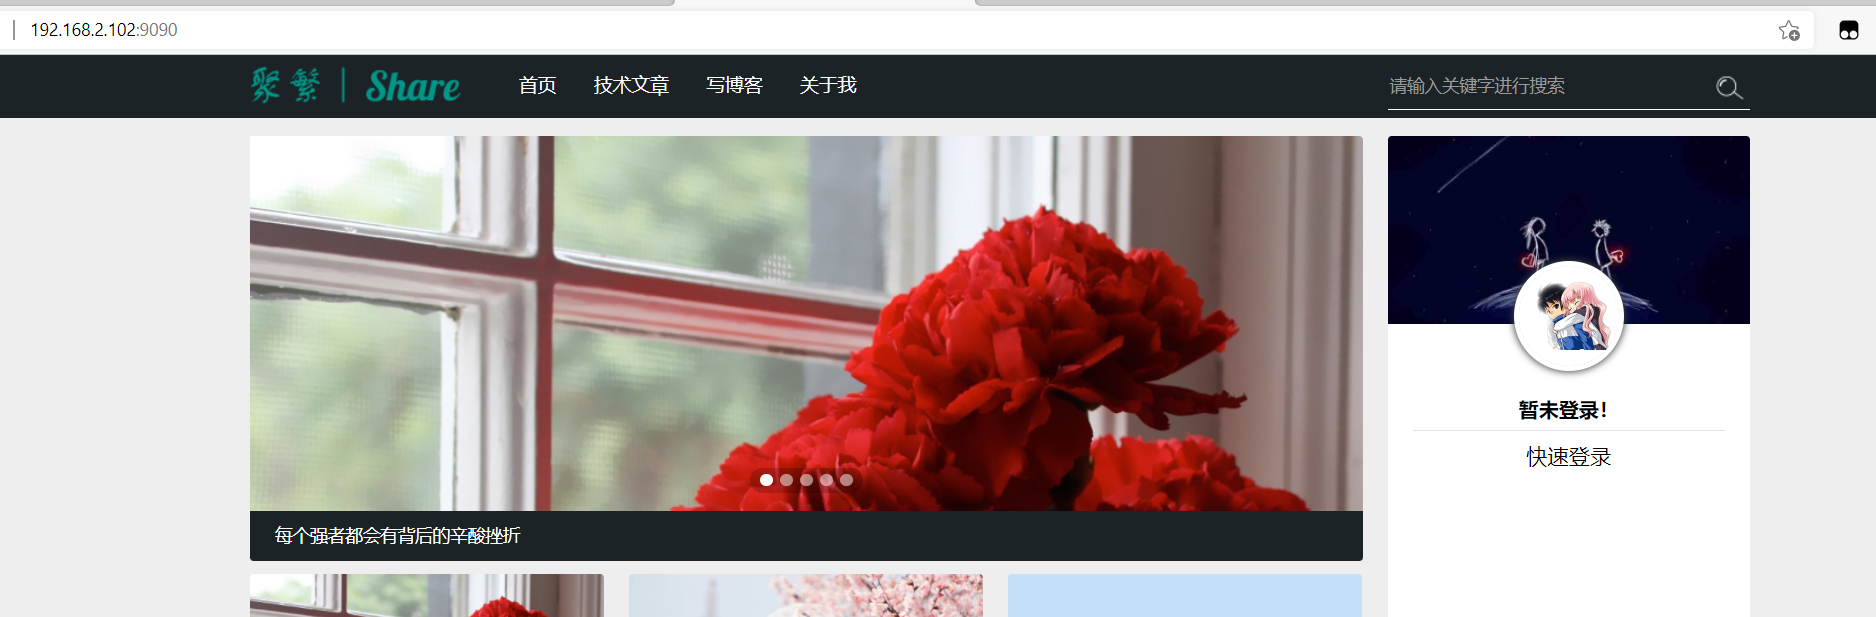 192.168.2.102:9090
聚繁 | Share
首页 技术文章 写博客 关于我
请输入关键字进行搜索
暂未登录！
快速登录
每个强者都会有背后的辛酸挫折